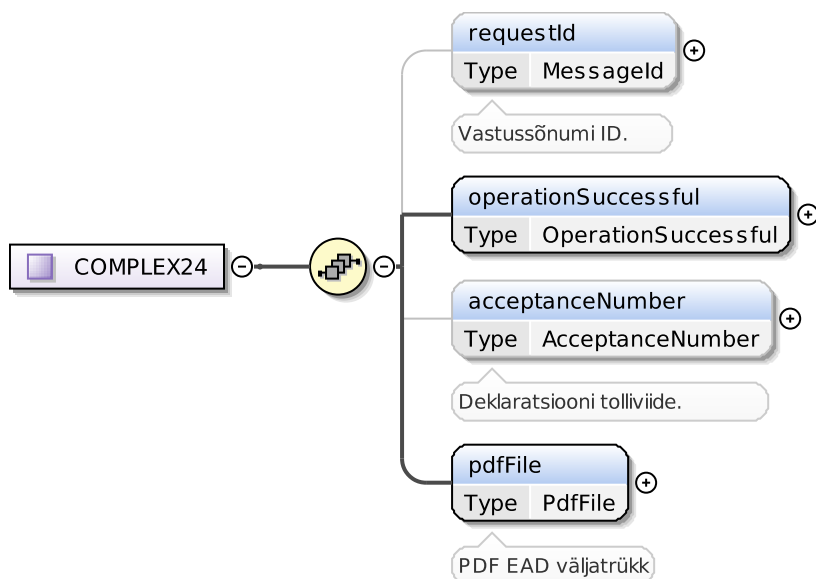 requestId
Type MessageId
Vastussõnumi ID.
operationSuccessful
Type OperationSuccessful
COMPLEX24
acceptanceNumber
Type AcceptanceNumber
Deklaratsiooni tolliviide.
pdfFile
Type PdfFile
PDF EAD väljatrükk